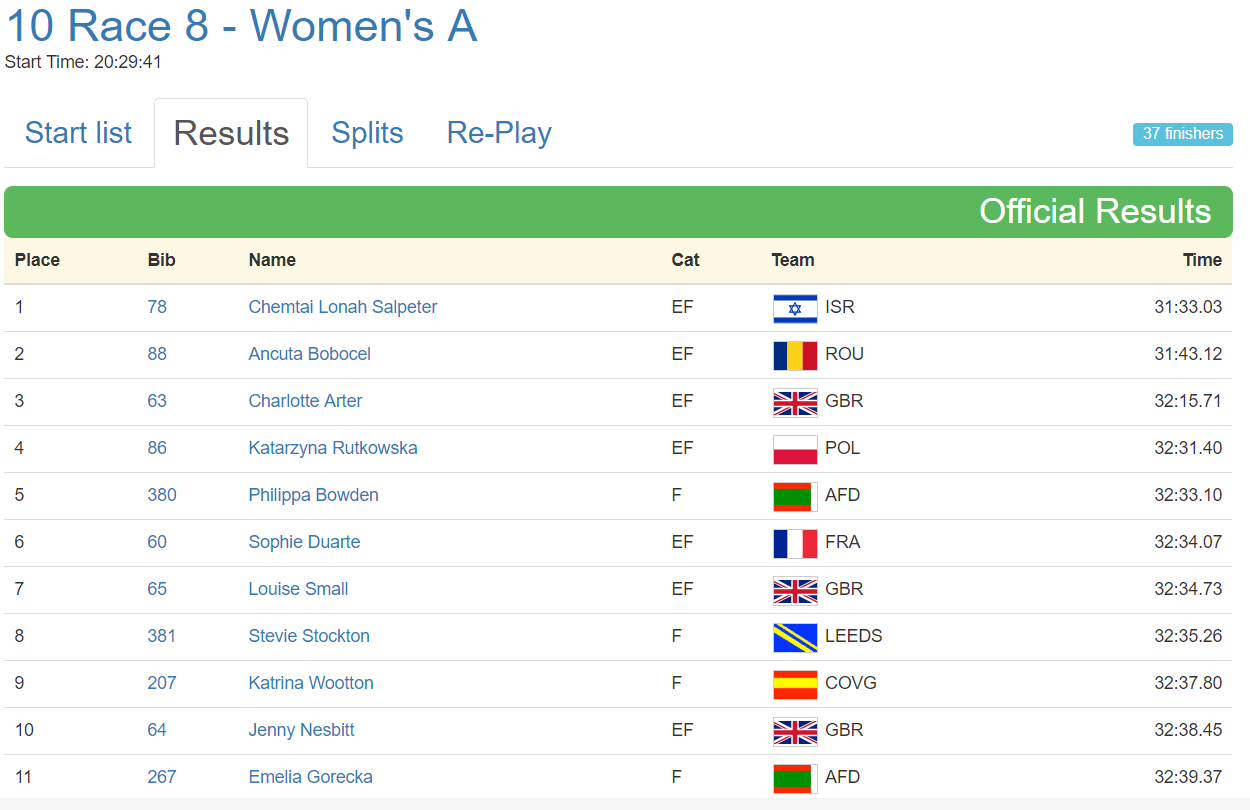 10 Race 8 - Women's A
Start Time: 20:29:41
Start list Results Splits Re-Play 37 finishers
Official Results
Place Bib Name Cat Team Time
1 78 Chemtai Lonah Salpeter EF ISR 31:33.03
2 88 Ancuta Bobocel EF ROU 31:43.12
3 63 Charlotte Arter EF GBR 32:15.71
4 86 Katarzyna Rutkowska EF POL 32:31.40
5 380 Philippa Bowden F AFD 32:33.10
6 60 Sophie Duarte EF FRA 32:34.07
7 65 Louise Small EF GBR 32:34.73
8 381 Stevie Stockton F LEEDS 32:35.26
9 207 Katrina Wootton F COVG 32:37.80
10 64 Jenny Nesbitt EF GBR 32:38.45
11 267 Emelia Gorecka F AFD 32:39.37